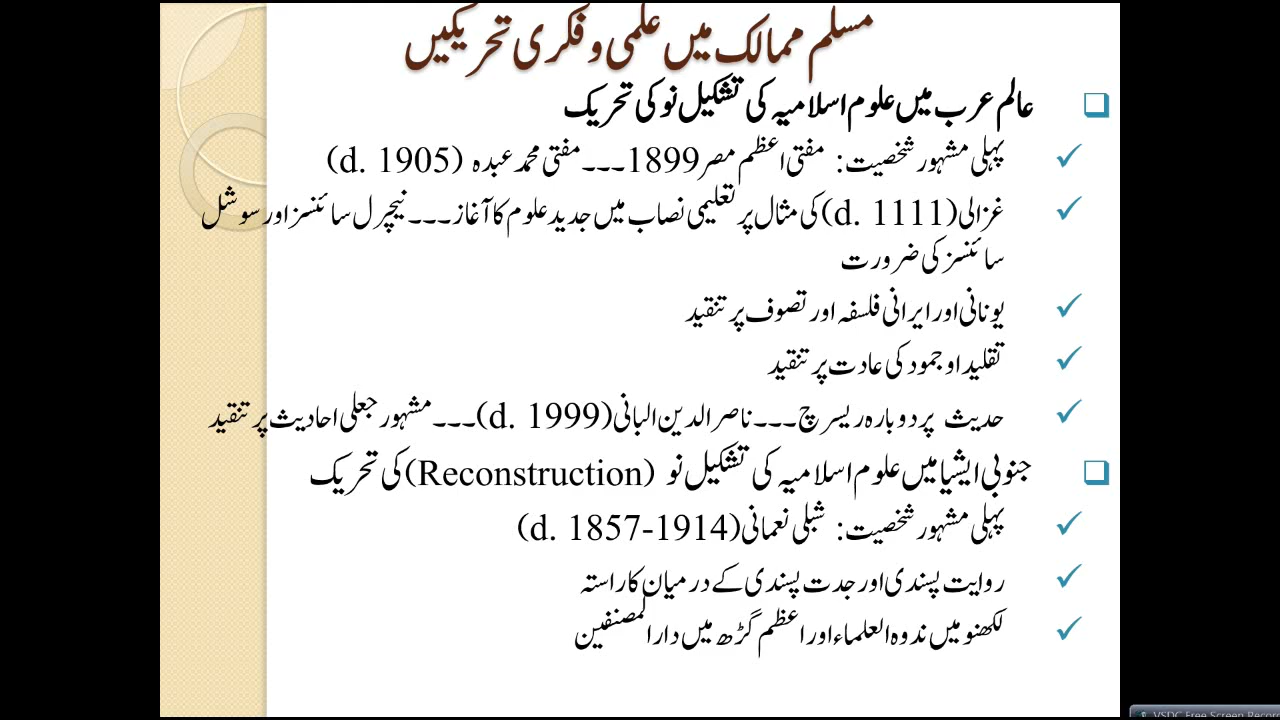 مسلم ممالک میں علمی و فکری تحریکیں
عالم عرب میں علوم اسلامیہ کی تشکیل نو کی تحریک
پہلی مشہور شخصیت: مفتی اعظم مصر 1899۔۔۔مفتی محمد عبدہ (d. 1905)
غزالی (d. 1111) کی مثال پر تعلیمی نصاب میں جدید علوم کا آغاز۔۔۔ نیچرل سائنسز اور سوشل
سائنسز کی ضرورت
یونانی اور ایرانی فلسفہ اور تصوف پر تنقید
تقلید او جمود کی عادت پر تنقید
حدیث پر دوبارہ ریسرچ۔۔۔ ناصر الدین البانی (d. 1999)۔۔۔ مشہور جعلی احادیث پر تنقید
جنوبی ایشیا میں علوم اسلامیہ کی تشکیل نو (Reconstruction) کی تحریک
پہلی مشہور شخصیت: شبلی نعمانی (d. 1857-1914)
روایت پسندی اور جدت پسندی کے درمیان کا راستہ
لکھنو میں ندوہ العلماء اور اعظم گڑھ میں دار المصنفین
VSDC Free Screen Recor